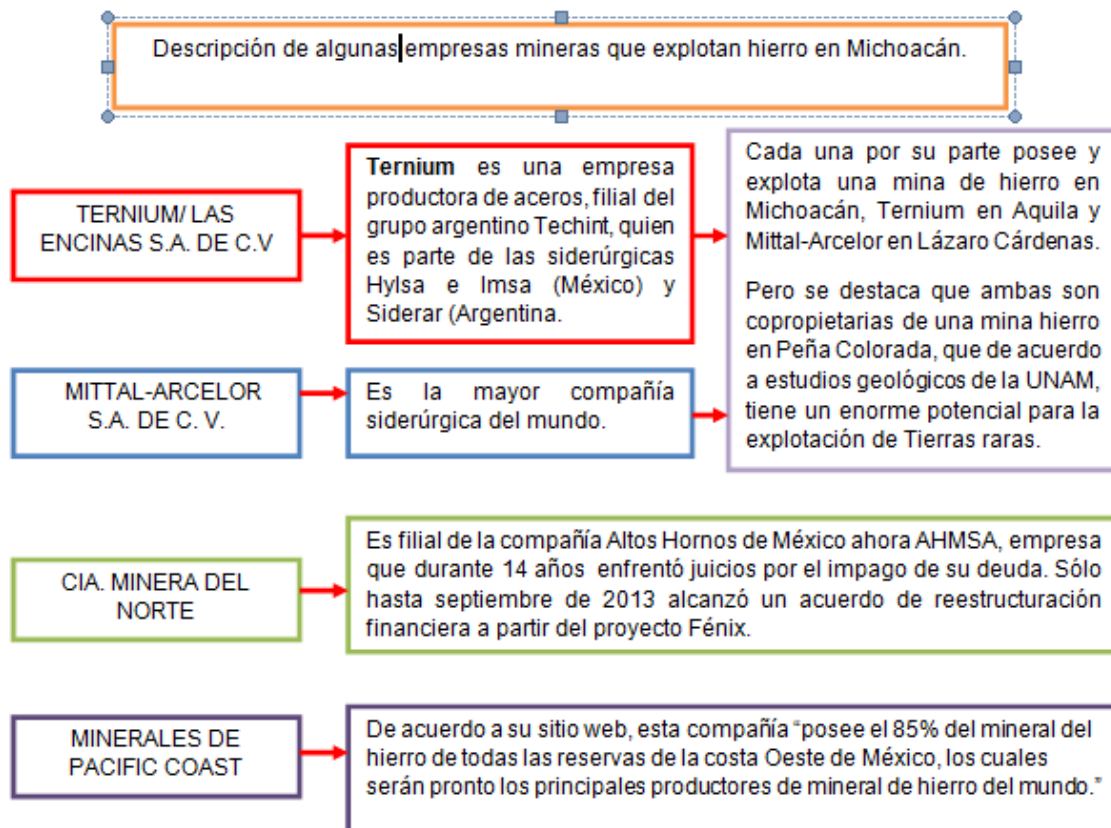 Descripción de algunas empresas mineras que explotan hierro en Michoacán.
TERNIUM/ LAS
ENCINAS S.A. DE C.V
Ternium es una empresa
productora de aceros, filial del
grupo argentino Techint, quien
es parte de las siderúrgicas
Hylsa e Imsa (México) y
Siderar (Argentina.
Cada una por su parte posee y
explota una mina de hierro en
Michoacán, Ternium en Aquila y
Mittal-Arcelor en Lázaro Cárdenas.
Pero se destaca que ambas son
copropietarias de una mina hierro
en Peña Colorada, que de acuerdo
a estudios geológicos de la UNAM,
tiene un enorme potencial para la
explotación de Tierras raras.
MITTAL-ARCELOR
S.A. DE C. V.
Es la mayor compañía
siderúrgica del mundo.
CIA. MINERA DEL
NORTE
Es filial de la compañía Altos Hornos de México ahora AHMSA, empresa
que durante 14 años enfrentó juicios por el impago de su deuda. Sólo
hasta septiembre de 2013 alcanzó un acuerdo de reestructuración
financiera a partir del proyecto Fénix.
MINERALES DE
PACIFIC COAST
De acuerdo a su sitio web, esta compañía “posee el 85% del mineral del
hierro de todas las reservas de la costa Oeste de México, los cuales
serán pronto los principales productores de mineral de hierro del mundo.”